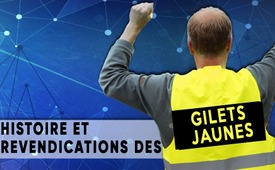 HISTOIRE ET
REVENDICATIONS DES
GILETS
JAUNES